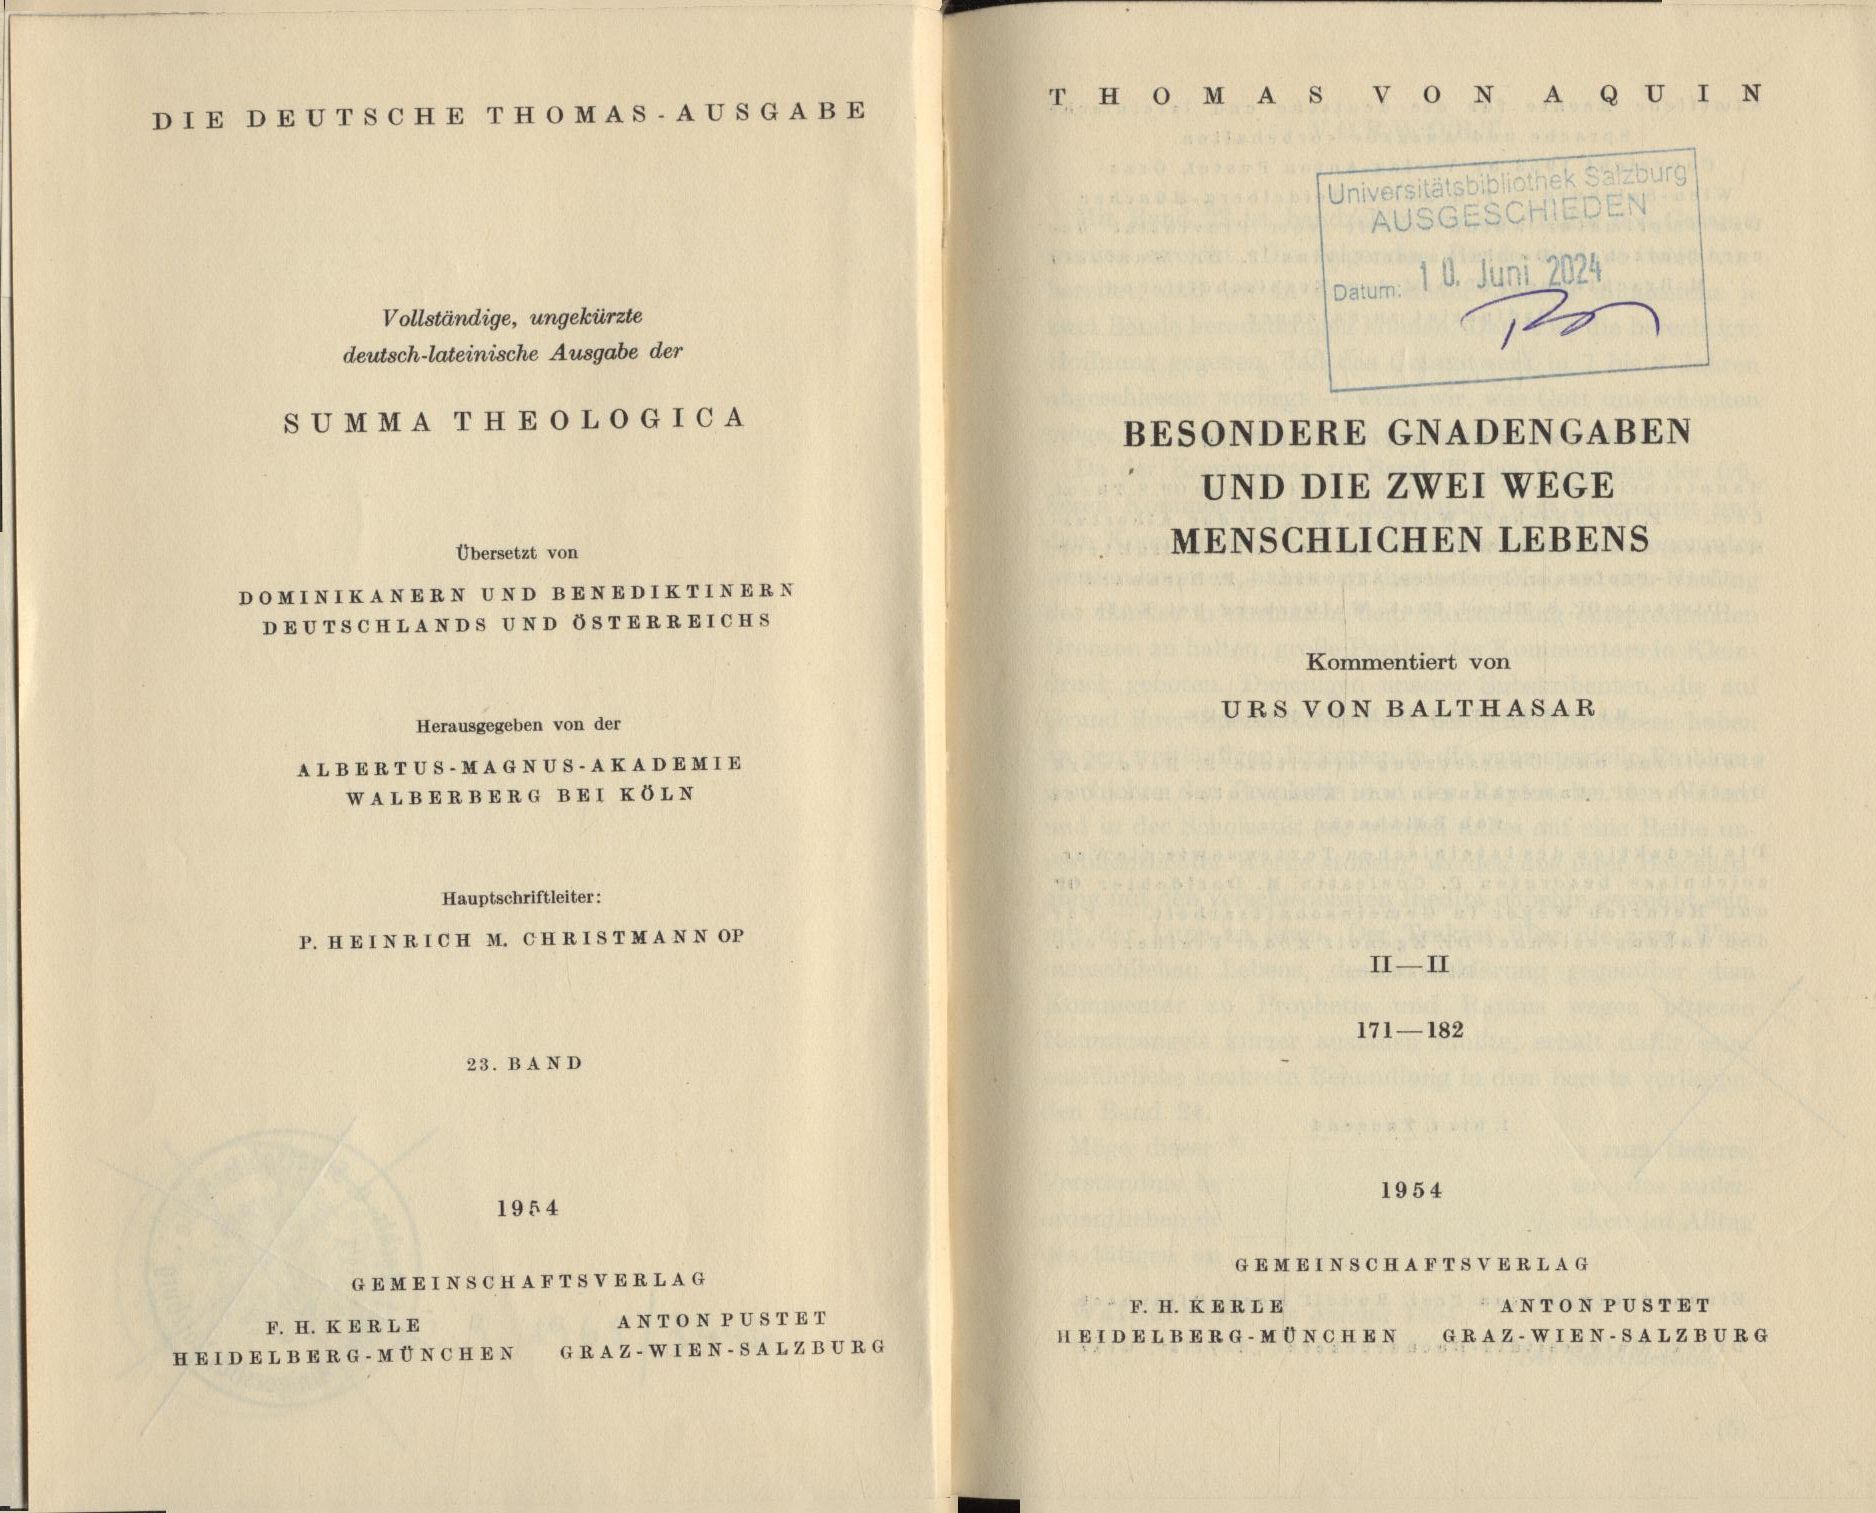 DIE DEUTSCHE THOMAS-AUSGABE
Vollständige, ungekürzte
deutsch-lateinische Ausgabe der
SUMMA THEOLOGICA
Übersetzt von
DOMINIKANERN UND BENEDIKTINERN
DEUTSCHLANDS UND ÖSTERREICHS
Herausgegeben von der
ALBERTUS-MAGNUS-AKADEMIE
WALBERBERG BEI KÖLN
Hauptschriftleiter:
P. HEINRICH M. CHRISTMANN OP
23. BAND
1954
GEMEINSCHAFTSVERLAG
F. H. KERLE ANTON PUSTET
HEIDELBERG-MÜNCHEN GRAZ-WIEN-SALZBURG
THOMAS VON AQUIN
Universitätsbibliothek Salzburg
AUSGESCHIEDEN
Datum: 10. Juni 2024
BESONDERE GNADENGABEN
UND DIE ZWEI WEGE
MENSCHLICHEN LEBENS
Kommentiert von
URS VON BALTHASAR
II—II
171—182
1954
GEMEINSCHAFTSVERLAG
F. H. KERLE ANTON PUSTET
HEIDELBERG-MÜNCHEN GRAZ-WIEN-SALZBURG